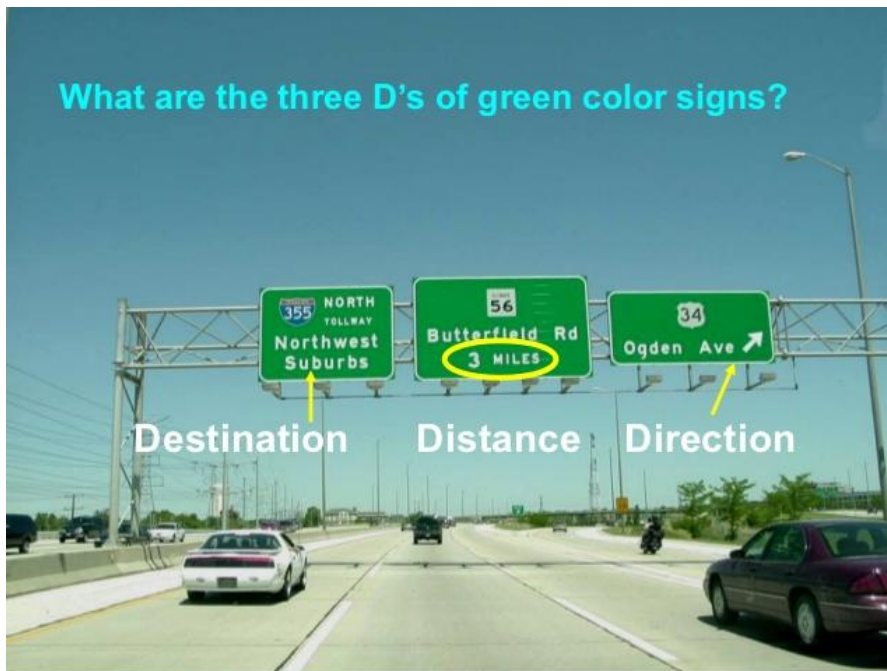 What are the three D's of green color signs?
355
NORTH
TOLLWAY
Northwest
Suburbs
56
Butterfield Rd
3 MILES
34
Ogden Ave
Destination
Distance
Direction